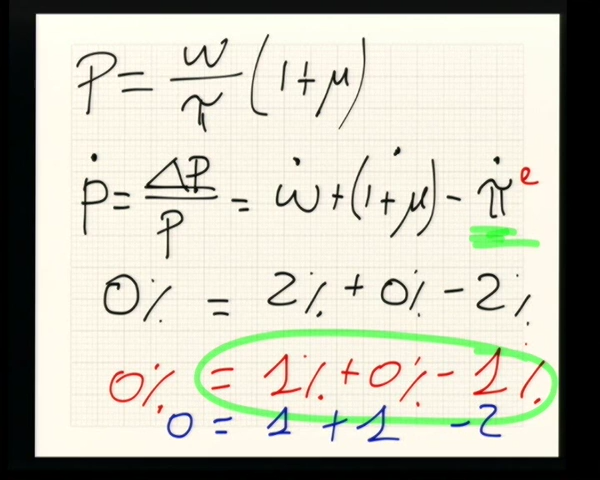 P = w/π (1+μ)
ṗ = ΔP/P = ẇ + (1+̇μ) - π̇ᵉ
0% = 2% + 0% - 2%
0% = 1% + 0% - 1%
0 = 1 + 1 - 2